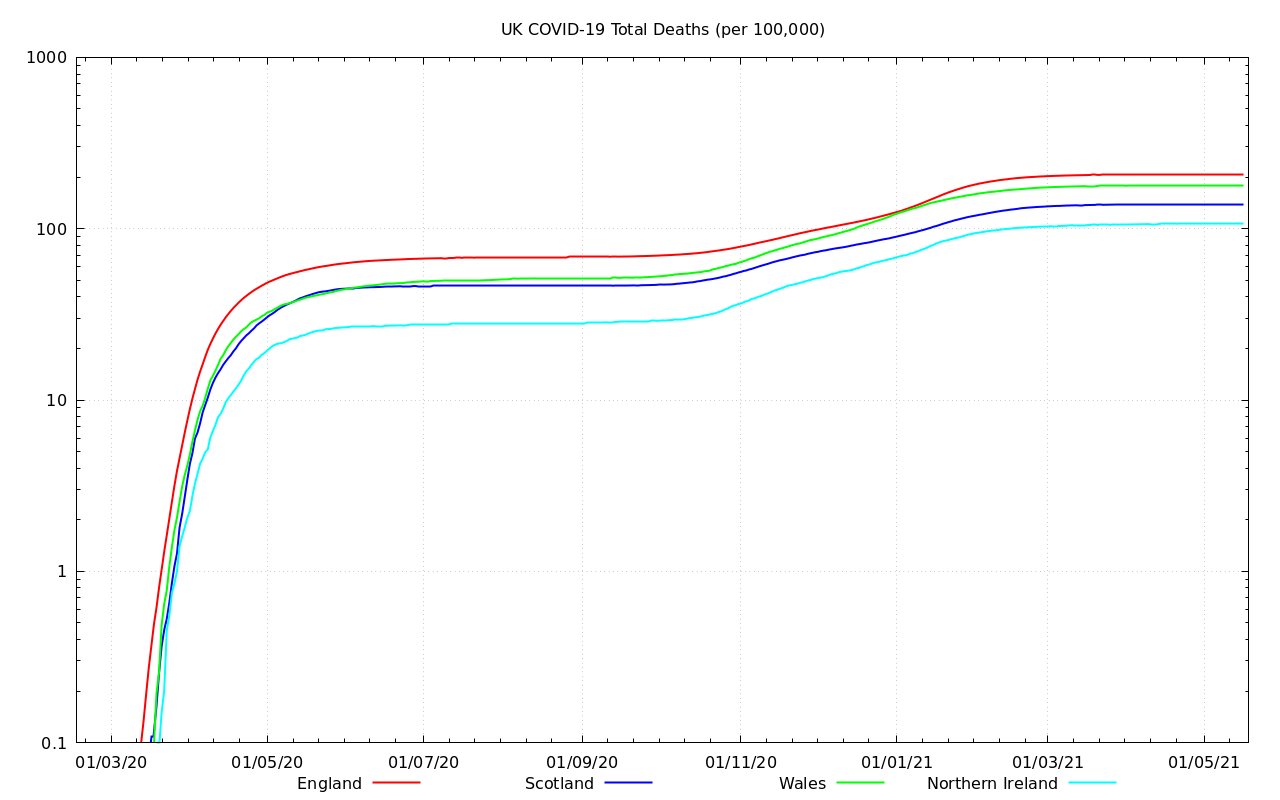 UK COVID-19 Total Deaths (per 100,000)
1000
100
10
1
0.1
01/03/20 01/05/20 01/07/20 01/09/20 01/11/20 01/01/21 01/03/21 01/05/21
England Scotland Wales Northern Ireland